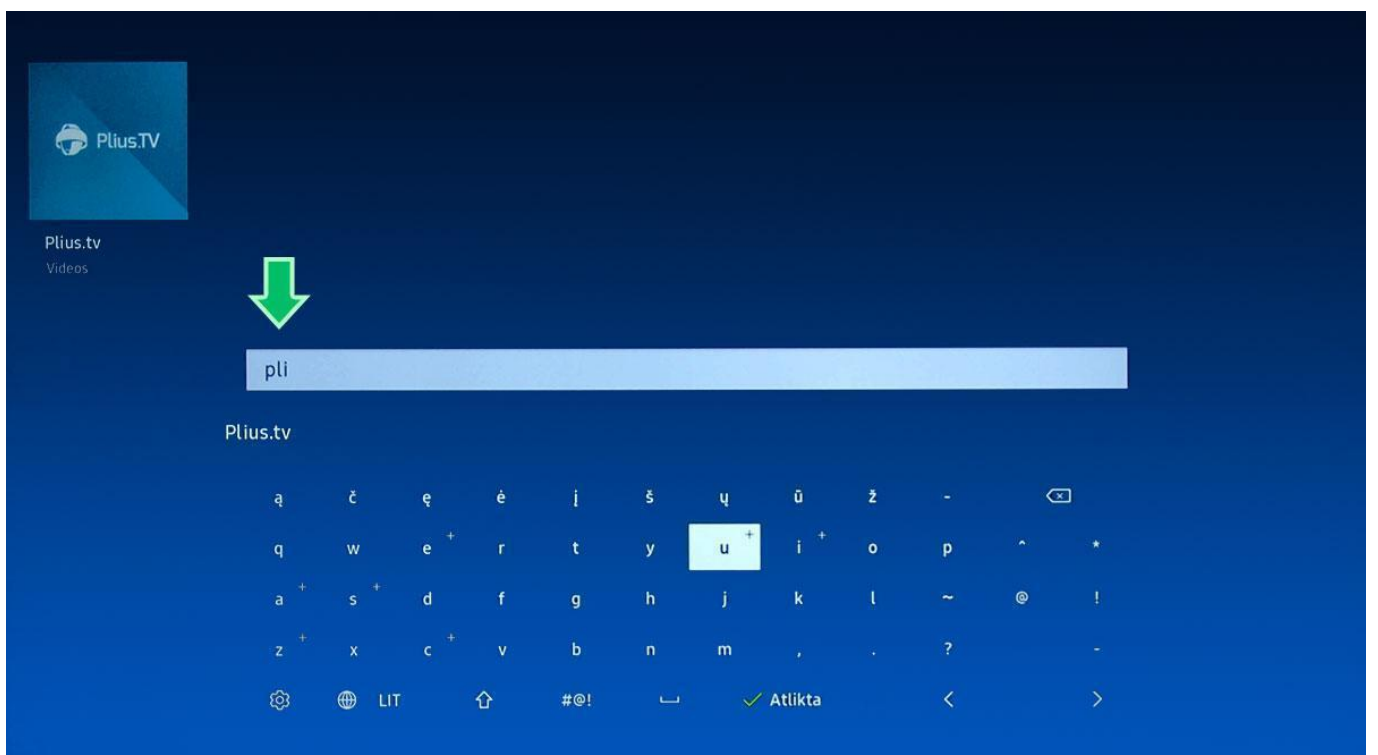 Plius.TV
Plius.tv
Videos
pli
Plius.tv
ą č ę ė į š ų ū ž -
q w e + r t y u + i + o p ^ *
a + s + d f g h j k l ~ @ !
z + x c + v b n m , . ? -
LIT #@! Atlikta < >